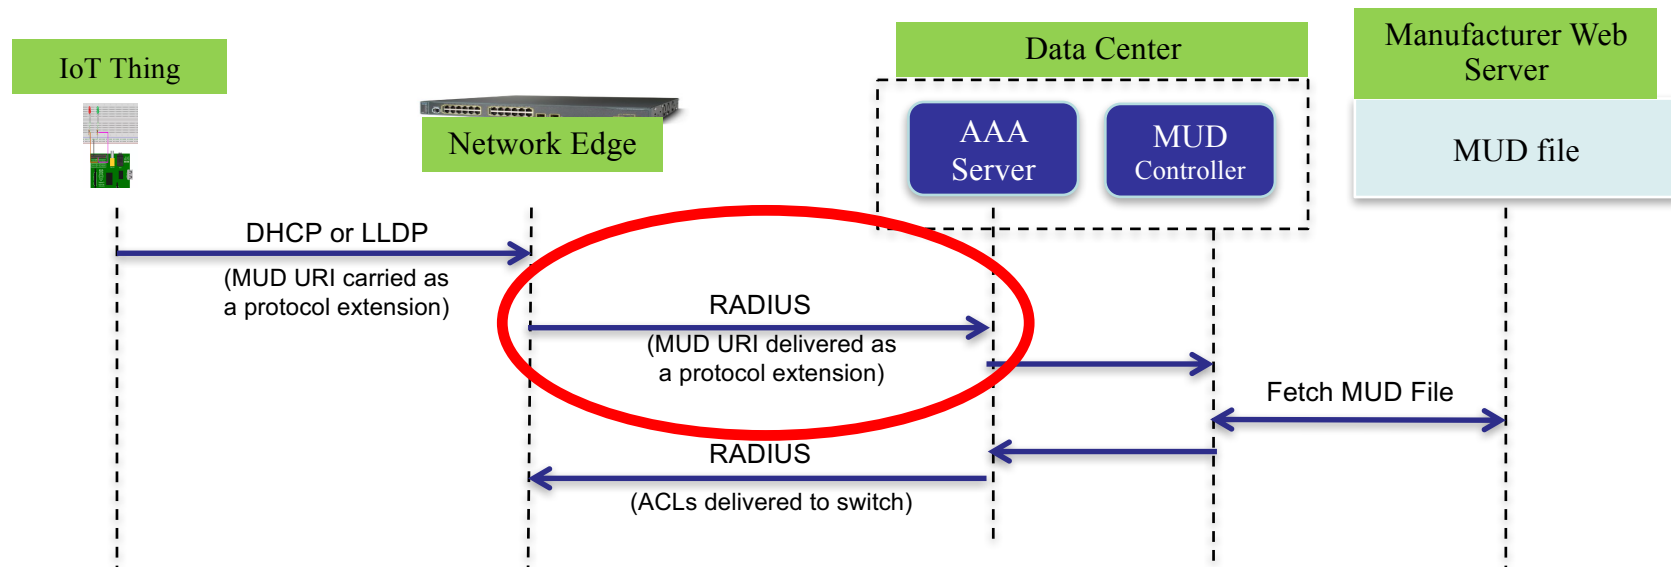 IoT Thing
Network Edge
Data Center
AAA
Server
MUD
Controller
Manufacturer Web
Server
MUD file
DHCP or LLDP
(MUD URI carried as
a protocol extension)
RADIUS
(MUD URI delivered as
a protocol extension)
Fetch MUD File
RADIUS
(ACLs delivered to switch)